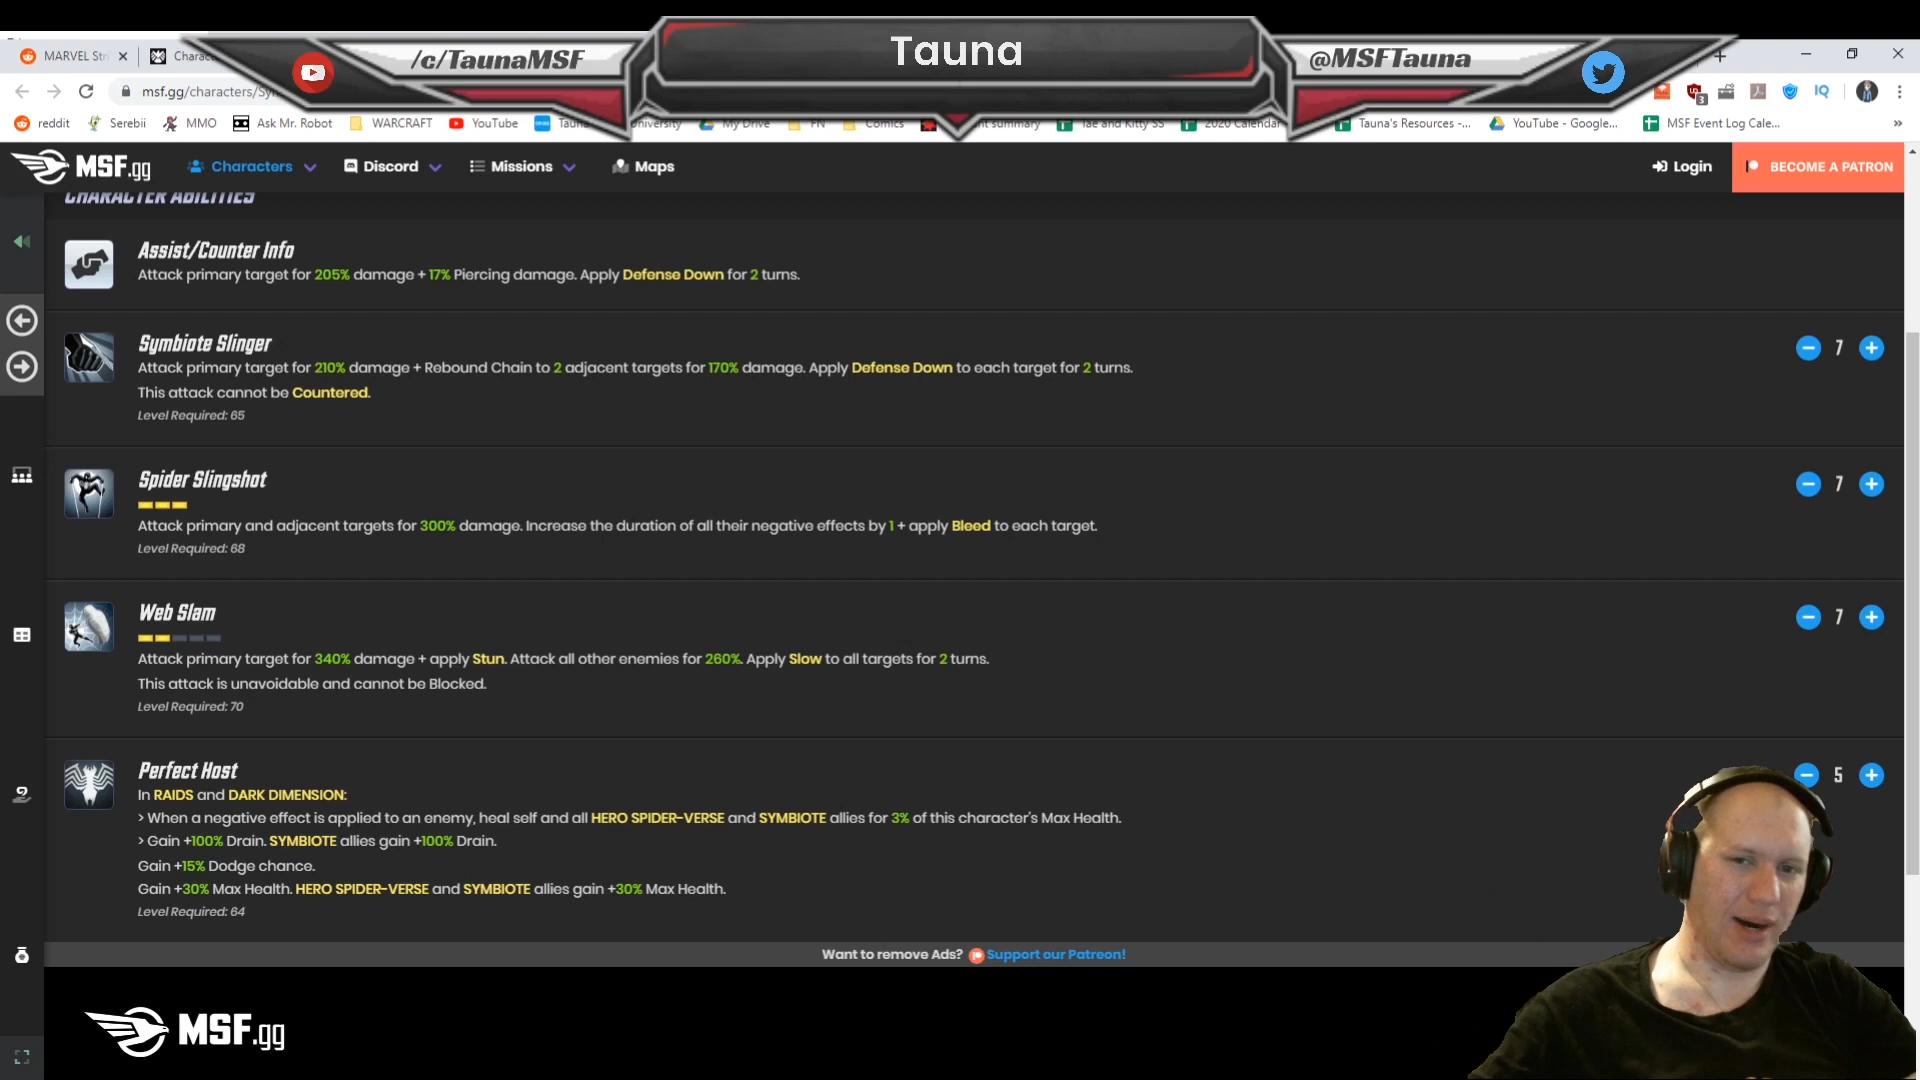 Tauna
/c/TaunaMSF
@MSFTauna
MARVEL Str
msf.gg/characters/Sy
reddit
Serebii
MMO
Ask Mr. Robot
WARCRAFT
YouTube
My Drive
FN
Comics
Tae and Kitty SS
2020 Calendar
Tauna's Resources -...
YouTube - Google...
MSF Event Log Cale...
»
3
IQ
MSF.gg
Characters
Discord
Missions
Maps
Login
BECOME A PATRON
CHARACTER ABILITIES
Assist/Counter Info
Attack primary target for 205% damage + 17% Piercing damage. Apply Defense Down for 2 turns.
Symbiote Slinger
7
Attack primary target for 210% damage + Rebound Chain to 2 adjacent targets for 170% damage. Apply Defense Down to each target for 2 turns.
This attack cannot be Countered.
Level Required: 65
Spider Slingshot
7
Attack primary and adjacent targets for 300% damage. Increase the duration of all their negative effects by 1 + apply Bleed to each target.
Level Required: 68
Web Slam
7
Attack primary target for 340% damage + apply Stun. Attack all other enemies for 260%. Apply Slow to all targets for 2 turns.
This attack is unavoidable and cannot be Blocked.
Level Required: 70
Perfect Host
5
In RAIDS and DARK DIMENSION:
> When a negative effect is applied to an enemy, heal self and all HERO SPIDER-VERSE and SYMBIOTE allies for 3% of this character's Max Health.
> Gain +100% Drain. SYMBIOTE allies gain +100% Drain.
Gain +15% Dodge chance.
Gain +30% Max Health. HERO SPIDER-VERSE and SYMBIOTE allies gain +30% Max Health.
Level Required: 64
Want to remove Ads? Support our Patreon!
MSF.gg